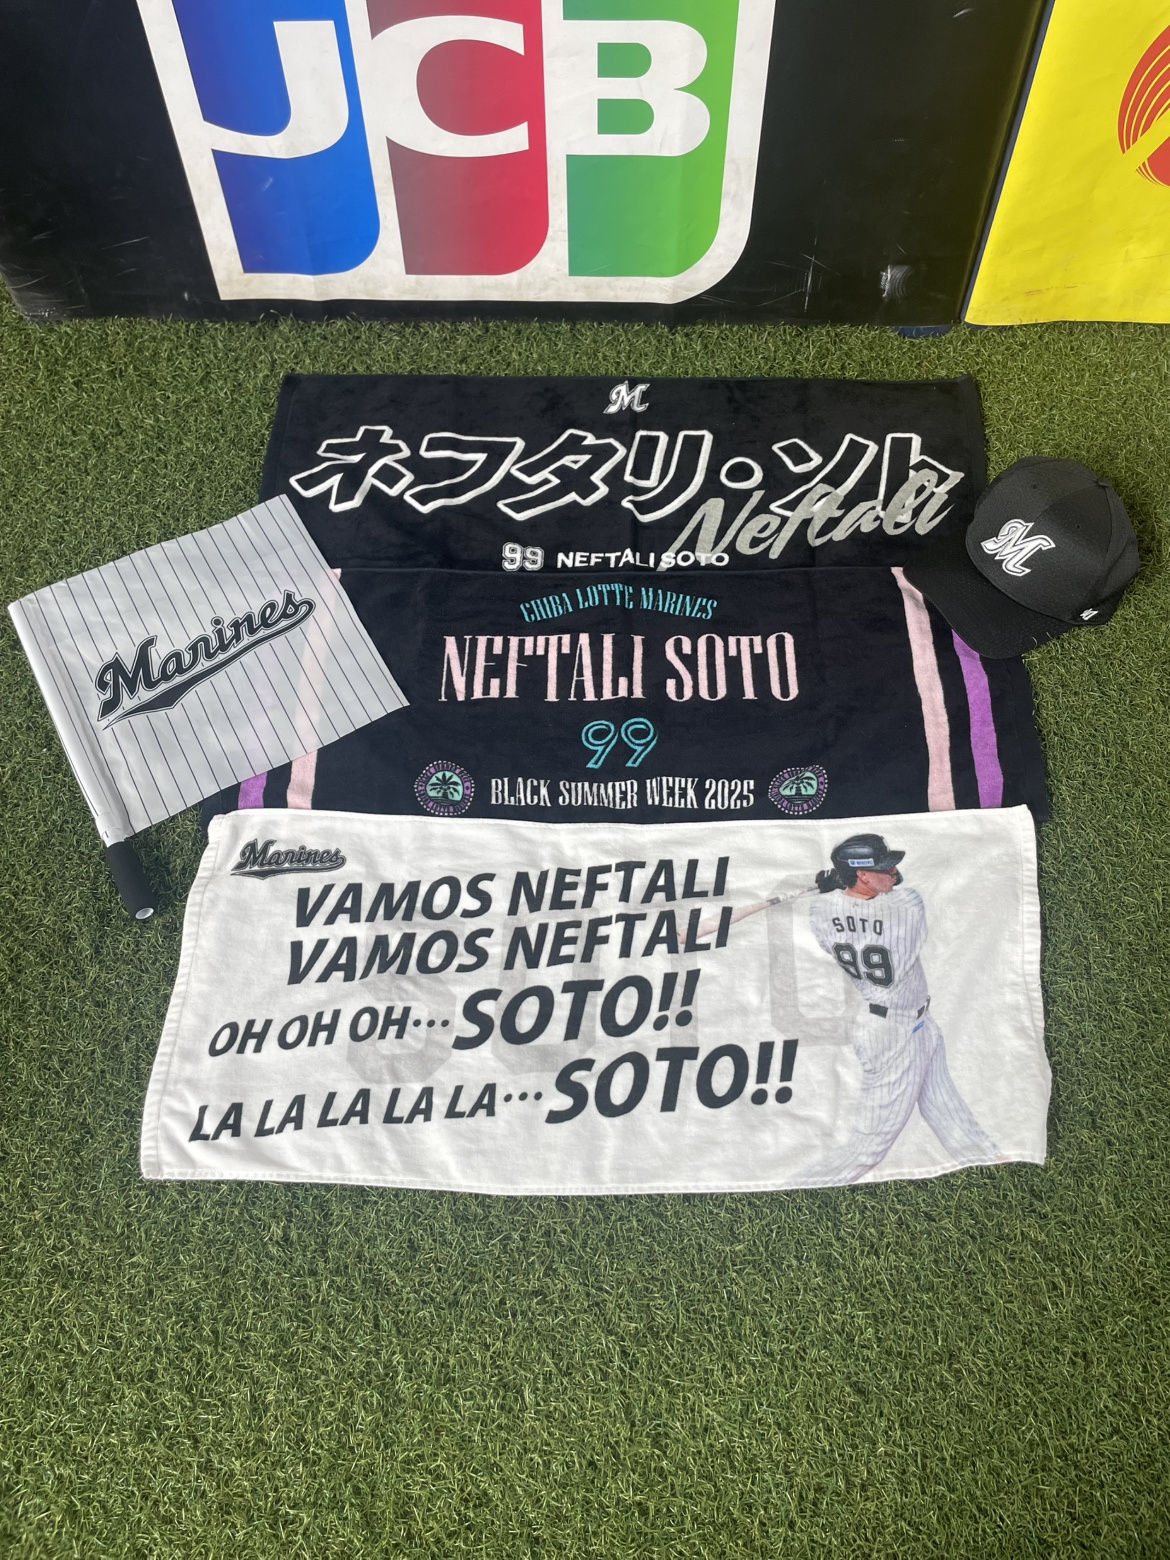 JCB
M
ネフタリ・ソト
Neftali
99 NEFTALI SOTO
M
Marines
CHIBA LOTTE MARINES
NEFTALI SOTO
99
BLACK SUMMER WEEK 2025
Marines
VAMOS NEFTALI
VAMOS NEFTALI
OH OH OH…SOTO!!
LA LA LA LA LA…SOTO!!
SOTO
99